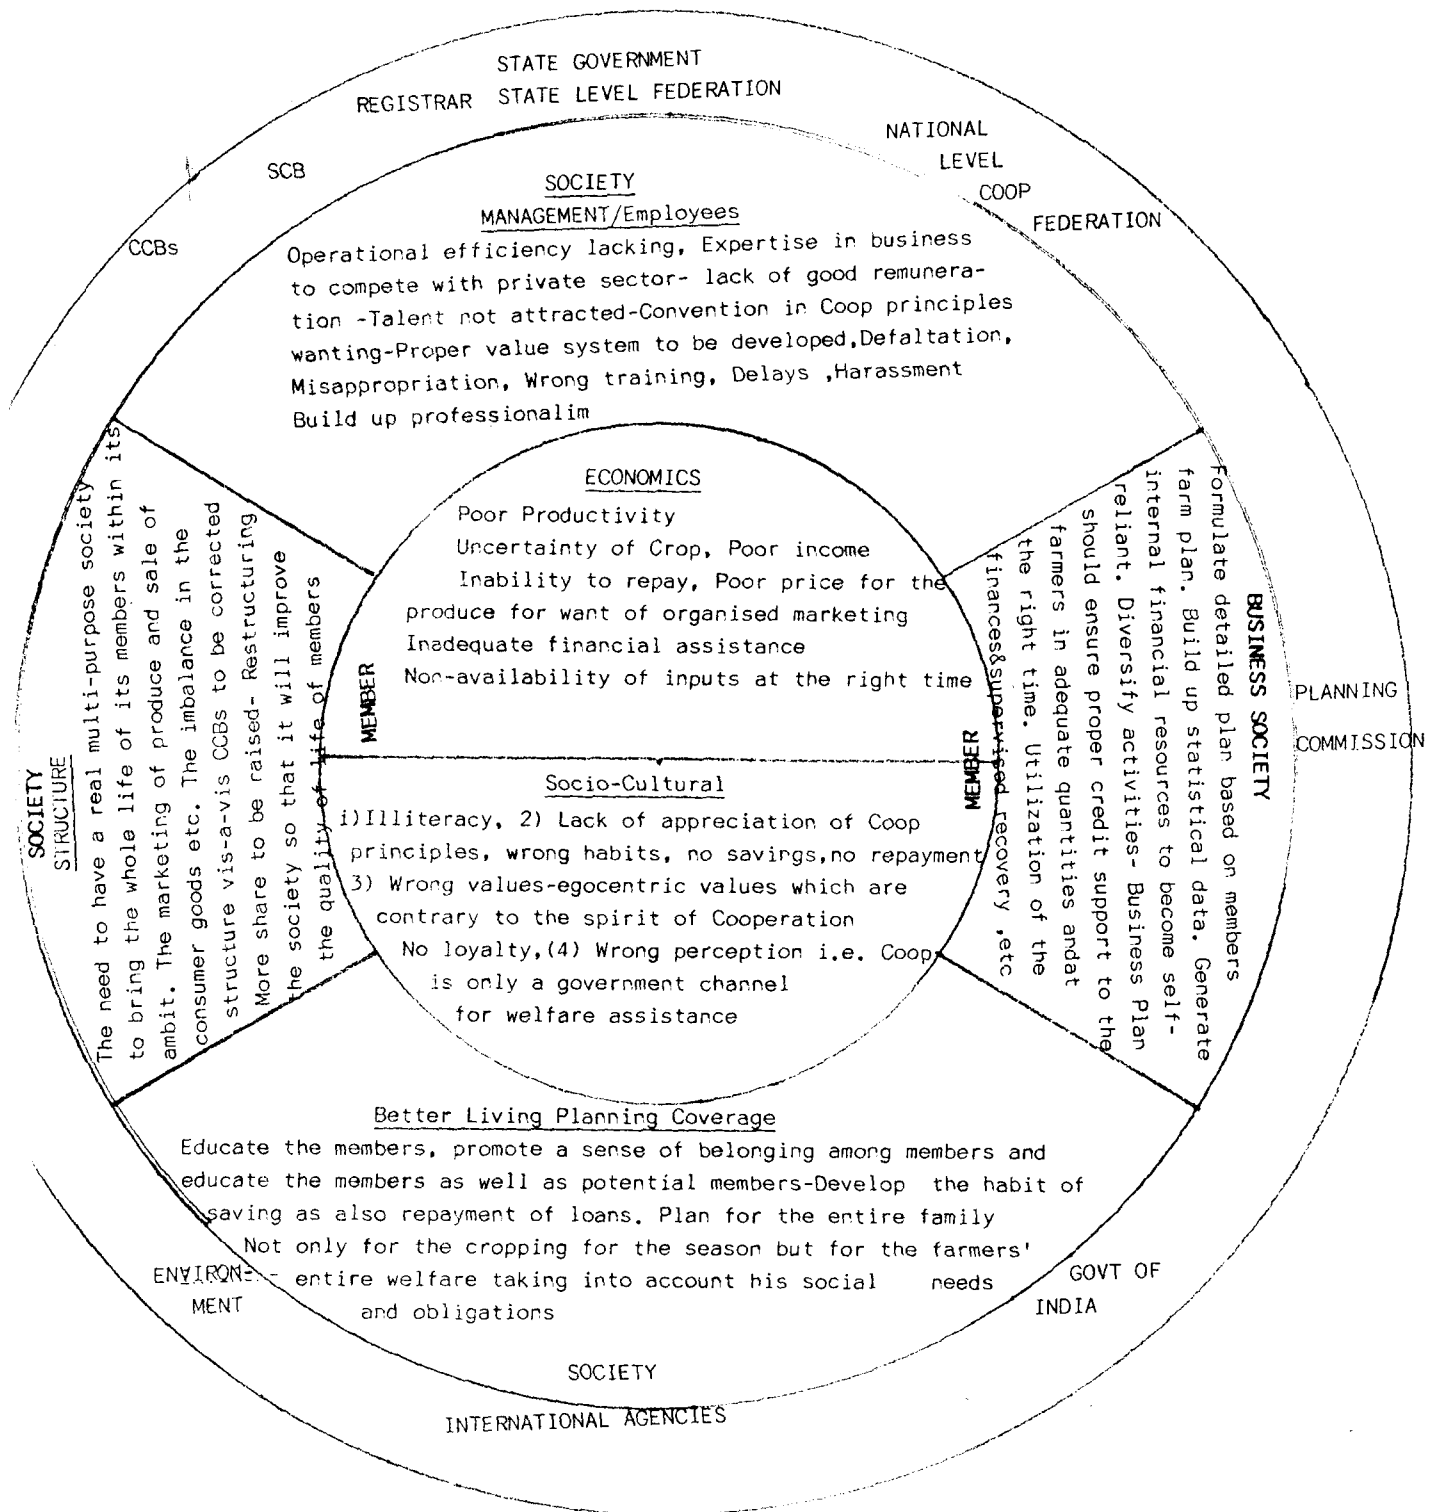 STATE GOVERNMENT
REGISTRAR STATE LEVEL FEDERATION
NATIONAL
LEVEL
COOP
FEDERATION
SCB
CCBs
SOCIETY
MANAGEMENT/Employees
Operational efficiency lacking, Expertise in business
to compete with private sector- lack of good remunera-
tion -Talent not attracted-Convention in Coop principles
wanting-Proper value system to be developed,Defaltation,
Misappropriation, Wrong training, Delays ,Harassment
Build up professionalim
SOCIETY
STRUCTURE
The need to have a real multi-purpose society
to bring the whole life of its members within its
ambit. The marketing of produce and sale of
consumer goods etc. The imbalance in the
structure vis-a-vis CCBs to be corrected
More share to be raised- Restructuring
the society so that it will improve
the quality of life of members
MEMBER
ECONOMICS
Poor Productivity
Uncertainty of Crop, Poor income
Inability to repay, Poor price for the
produce for want of organised marketing
Inadequate financial assistance
Non-availability of inputs at the right time
Socio-Cultural
i)Illiteracy, 2) Lack of appreciation of Coop
principles, wrong habits, no savings,no repayment
3) Wrong values-egocentric values which are
contrary to the spirit of Cooperation
No loyalty,(4) Wrong perception i.e. Coop
is only a government channel
for welfare assistance
MEMBER
BUSINESS SOCIETY
Formulate detailed plan based on members
farm plan. Build up statistical data. Generate
internal financial resources to become self-
reliant. Diversify activities- Business Plan
should ensure proper credit support to the
farmers in adequate quantities andat
the right time. Utilization of the
finances&supervised recovery ,etc
PLANNING
COMMISSION
Better Living Planning Coverage
Educate the members, promote a sense of belonging among members and
educate the members as well as potential members-Develop the habit of
saving as also repayment of loans. Plan for the entire family
Not only for the cropping for the season but for the farmers'
entire welfare taking into account his social needs
and obligations
ENVIRON-
MENT
GOVT OF
INDIA
SOCIETY
INTERNATIONAL AGENCIES